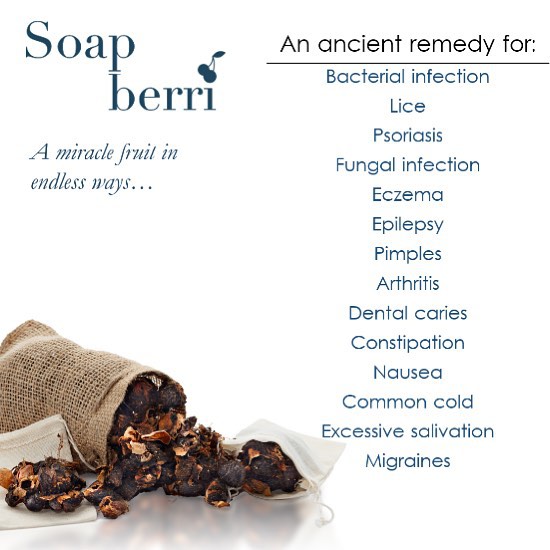 Soap
berri
A miracle fruit in
endless ways...
An ancient remedy for:
Bacterial infection
Lice
Psoriasis
Fungal infection
Eczema
Epilepsy
Pimples
Arthritis
Dental caries
Constipation
Nausea
Common cold
Excessive salivation
Migraines